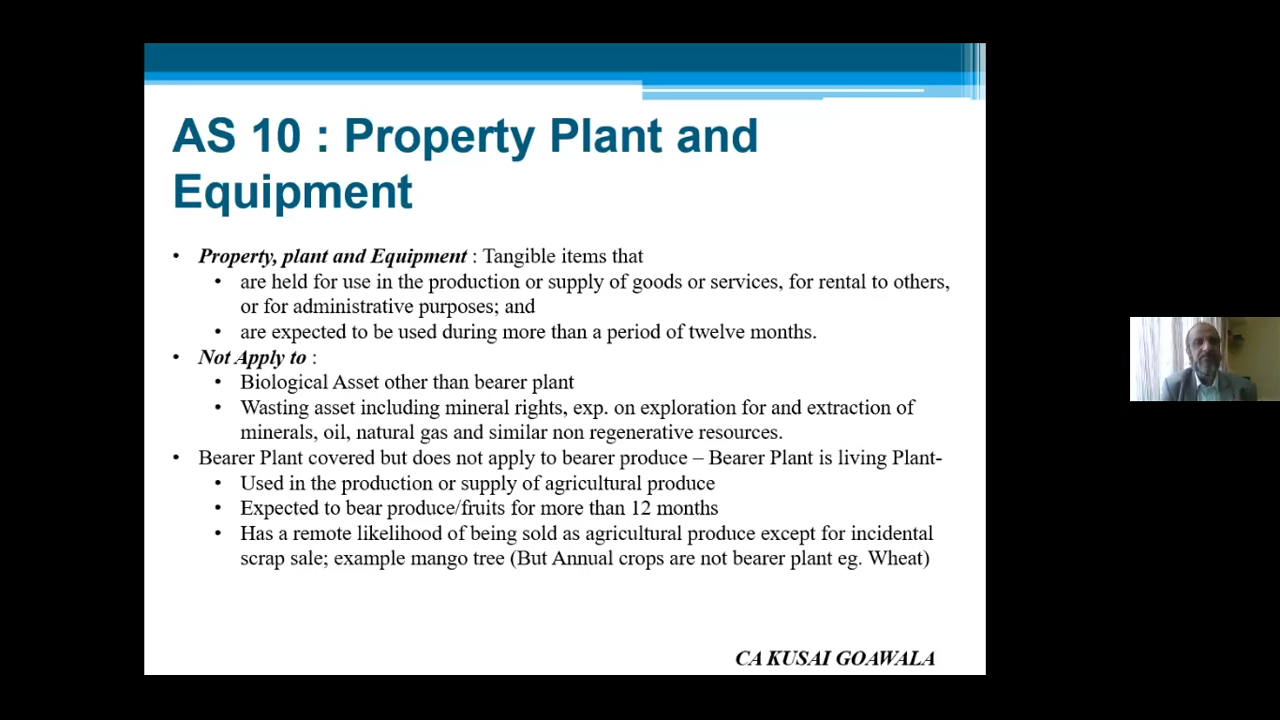 AS 10 : Property Plant and
Equipment
• Property, plant and Equipment : Tangible items that
• are held for use in the production or supply of goods or services, for rental to others,
or for administrative purposes; and
• are expected to be used during more than a period of twelve months.
• Not Apply to :
• Biological Asset other than bearer plant
• Wasting asset including mineral rights, exp. on exploration for and extraction of
minerals, oil, natural gas and similar non regenerative resources.
• Bearer Plant covered but does not apply to bearer produce – Bearer Plant is living Plant-
• Used in the production or supply of agricultural produce
• Expected to bear produce/fruits for more than 12 months
• Has a remote likelihood of being sold as agricultural produce except for incidental
scrap sale; example mango tree (But Annual crops are not bearer plant eg. Wheat)
CA KUSAI GOAWALA